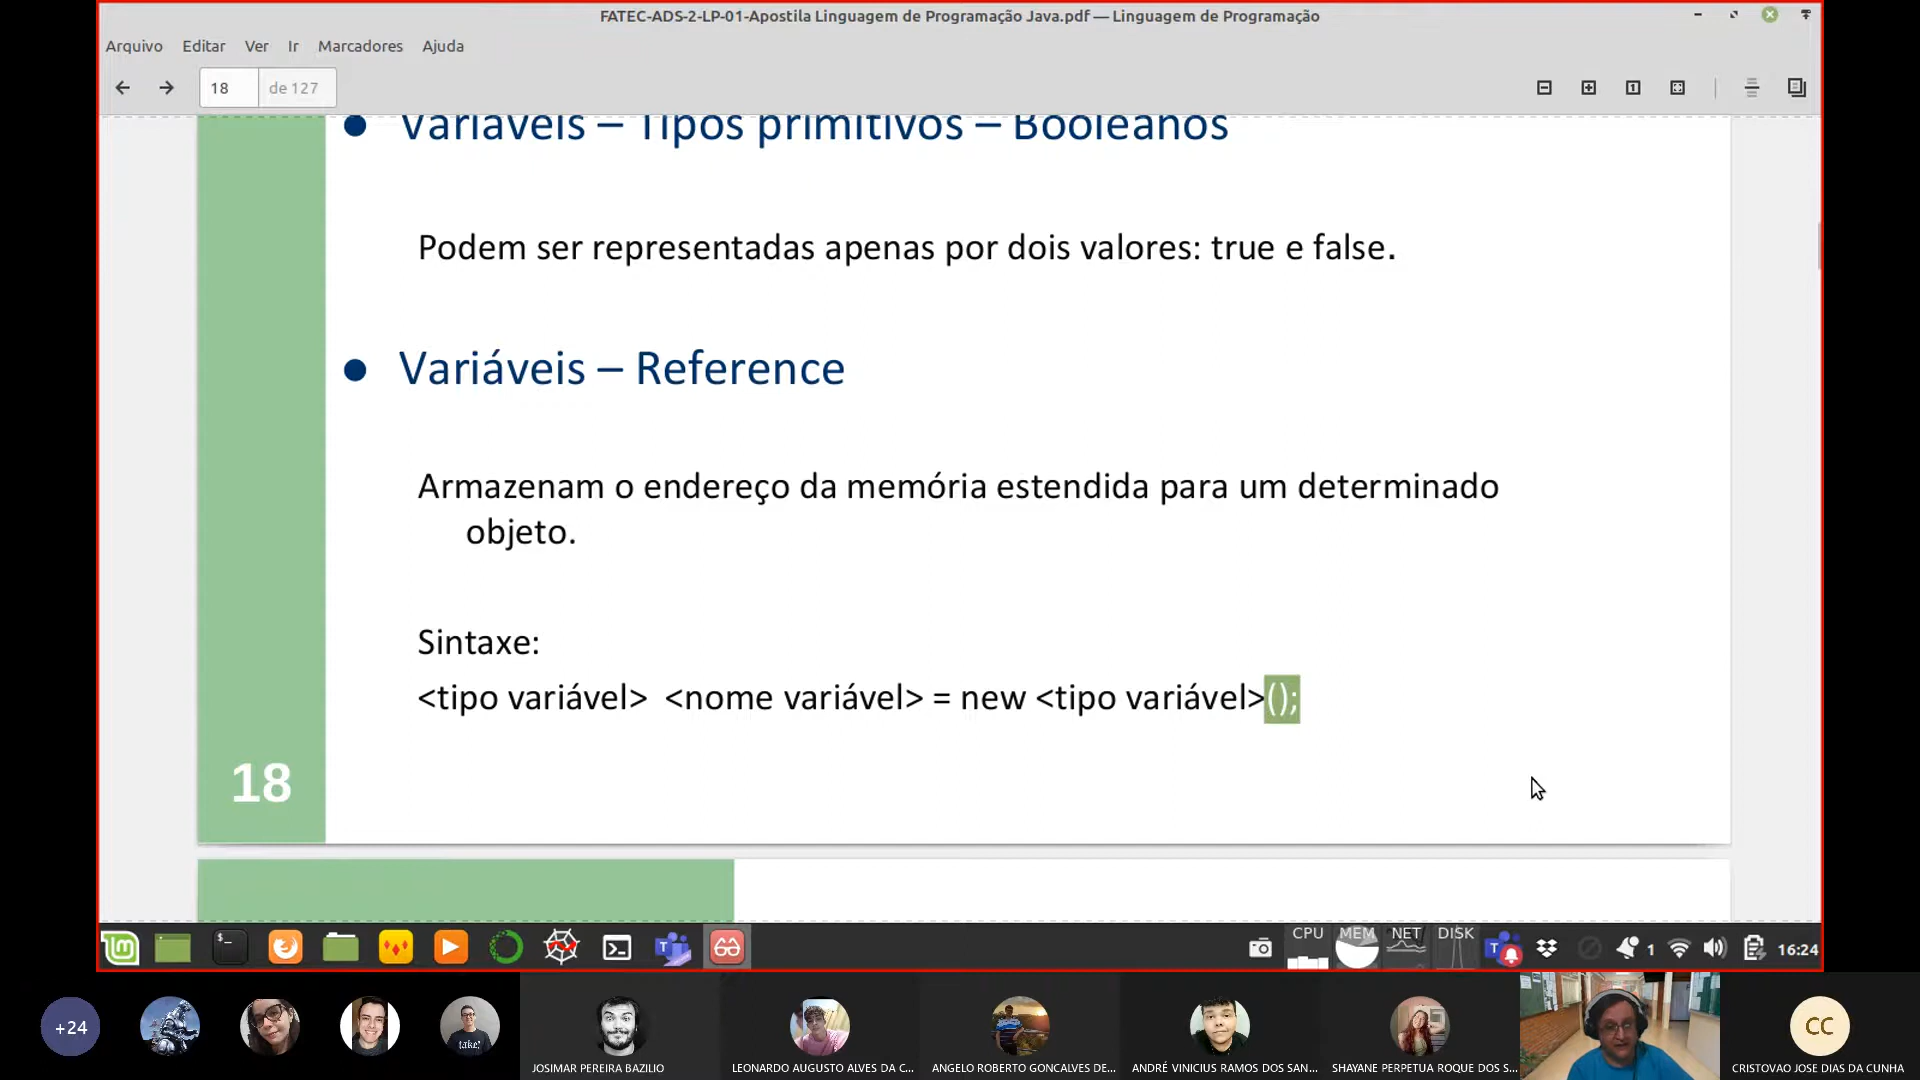 FATEC-ADS-2-LP-01-Apostila Linguagem de Programação Java.pdf — Linguagem de Programação
Arquivo Editar Ver Ir Marcadores Ajuda
18 de 127
Variáveis – Tipos primitivos – Booleanos
Podem ser representadas apenas por dois valores: true e false.
Variáveis – Reference
Armazenam o endereço da memória estendida para um determinado
objeto.
Sintaxe:
<tipo variável> <nome variável> = new <tipo variável>();
18
CPU MEM NET DISK
1 16:24
+24
take!
CC
JOSIMAR PEREIRA BAZILIO LEONARDO AUGUSTO ALVES DA C... ANGELO ROBERTO GONCALVES DE... ANDRÉ VINICIUS RAMOS DOS SAN... SHAYANE PERPETUA ROQUE DOS S... CRISTOVAO JOSE DIAS DA CUNHA